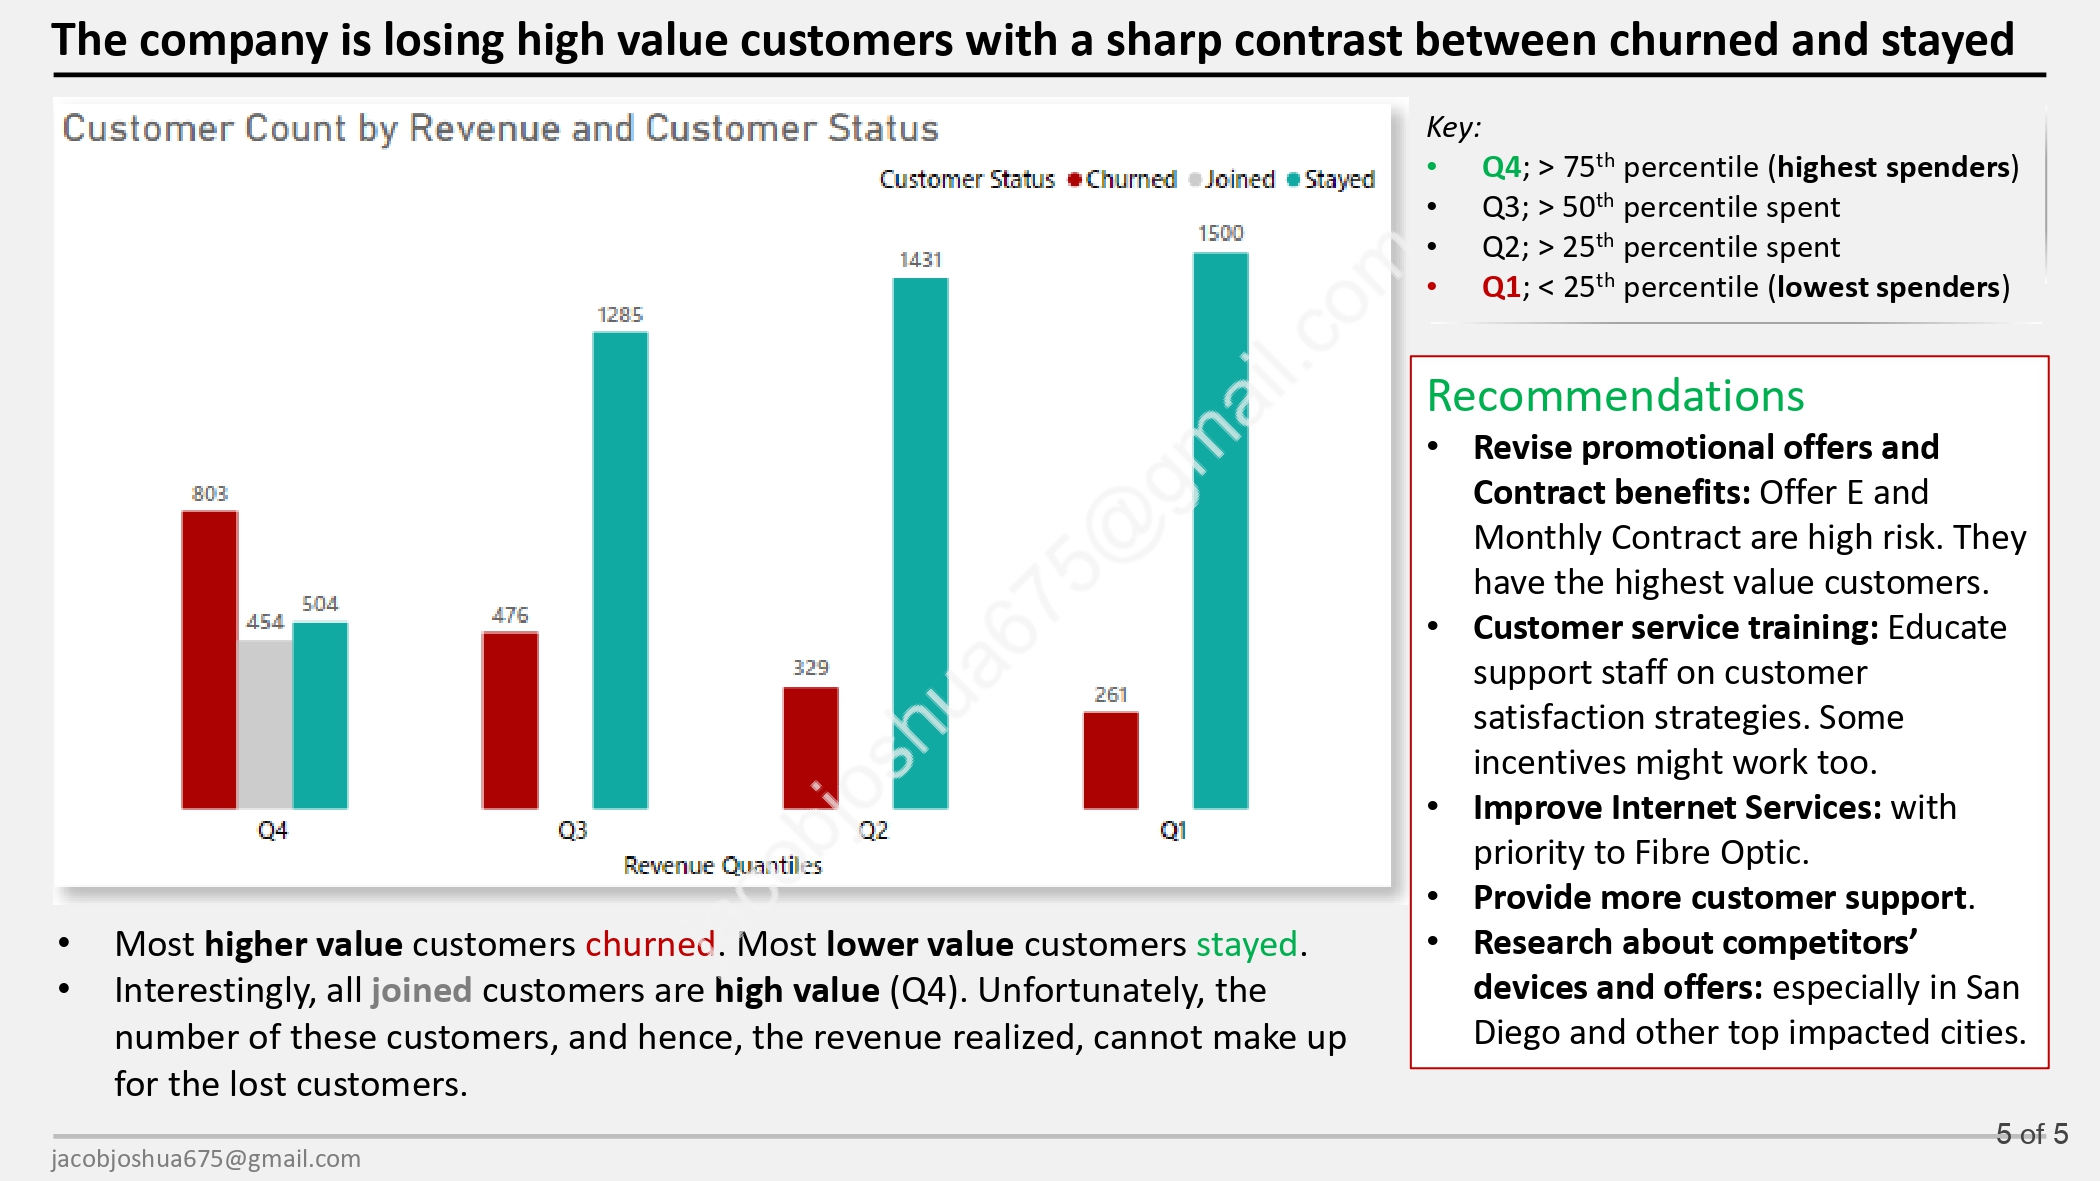 The company is losing high value customers with a sharp contrast between churned and stayed
Customer Count by Revenue and Customer Status
Customer Status Churned Joined Stayed
803
454
504
476
1285
329
1431
261
1500
Q4 Q3 Q2 Q1
Revenue Quantiles
Key:
• Q4; > 75th percentile (highest spenders)
• Q3; > 50th percentile spent
• Q2; > 25th percentile spent
• Q1; < 25th percentile (lowest spenders)
Recommendations
• Revise promotional offers and
Contract benefits: Offer E and
Monthly Contract are high risk. They
have the highest value customers.
• Customer service training: Educate
support staff on customer
satisfaction strategies. Some
incentives might work too.
• Improve Internet Services: with
priority to Fibre Optic.
• Provide more customer support.
• Research about competitors’
devices and offers: especially in San
Diego and other top impacted cities.
• Most higher value customers churned. Most lower value customers stayed.
• Interestingly, all joined customers are high value (Q4). Unfortunately, the
number of these customers, and hence, the revenue realized, cannot make up
for the lost customers.
jacobjoshua675@gmail.com
jacobjoshua675@gmail.com
5 of 5